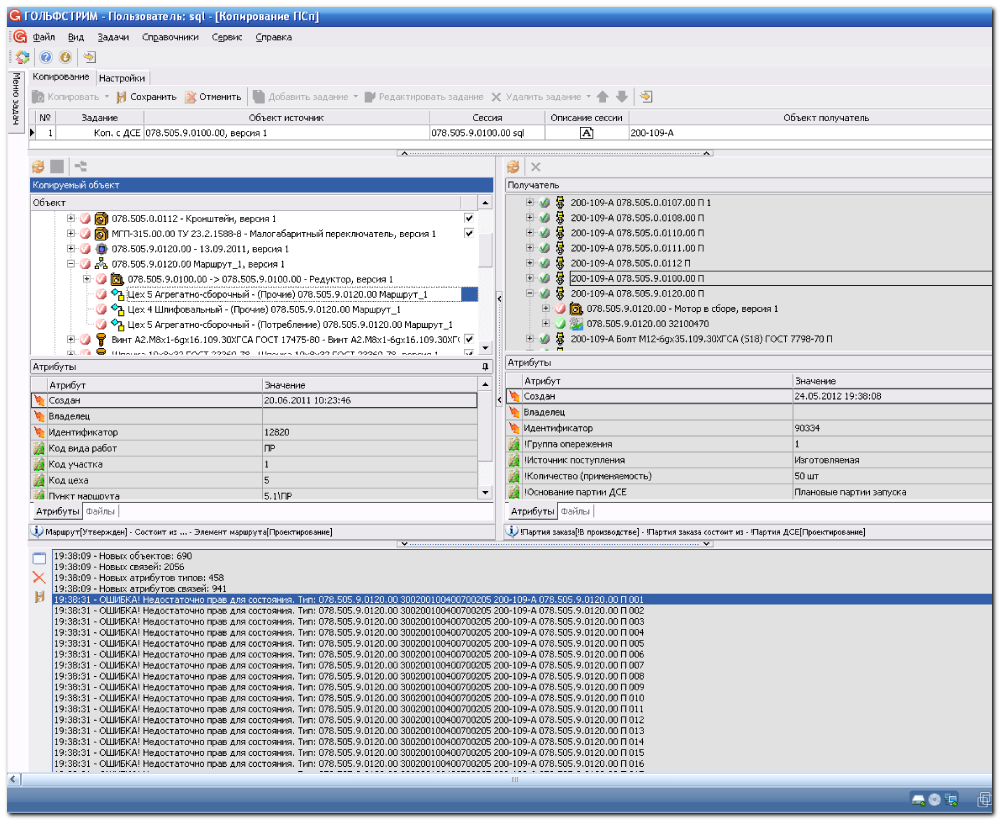 ГОЛЬФСТРИМ - Пользователь: sql - [Копирование ПСп]
Файл Вид Задачи Справочники Сервис Справка
Меню задач
Копирование Настройки
Копировать Сохранить Отменить Добавить задание Редактировать задание Удалить задание
№ Задание Объект источник Сессия Описание сессии Объект получатель
1 Коп. с ДСЕ 078.505.9.0100.00, версия 1 078.505.9.0100.00 sql A 200-109-А
Копируемый объект
Объект
078.505.0.0112 - Кронштейн, версия 1
МГП-315.00.00 ТУ 23.2.1588-8 - Малогабаритный переключатель, версия 1
078.505.9.0120.00 - 13.09.2011, версия 1
078.505.9.0120.00 Маршрут_1, версия 1
078.505.9.0100.00 -> 078.505.9.0100.00 - Редуктор, версия 1
Цех 5 Агрегатно-сборочный - (Прочие) 078.505.9.0120.00 Маршрут_1
Цех 4 Шлифовальный - (Прочие) 078.505.9.0120.00 Маршрут_1
Цех 5 Агрегатно-сборочный - (Потребление) 078.505.9.0120.00 Маршрут_1
Винт А2.М8х1-6gх16.109.30ХГСА ГОСТ 17475-80 - Винт А2.М8х1-6gх16.109.30ХГ
Получатель
200-109-А 078.505.0.0107.00 П 1
200-109-А 078.505.0.0108.00 П
200-109-А 078.505.0.0110.00 П
200-109-А 078.505.0.0111.00 П
200-109-А 078.505.0.0112 П
200-109-А 078.505.9.0100.00 П
200-109-А 078.505.9.0120.00 П
078.505.9.0120.00 - Мотор в сборе, версия 1
078.505.9.0120.00 32100470
200-109-А Болт М12-6gх35.109.30ХГСА (518) ГОСТ 7798-70 П
Атрибуты
Атрибут Значение
Создан 20.06.2011 10:23:46
Владелец
Идентификатор 12820
Код вида работ ПР
Код участка 1
Код цеха 5
Пункт маршрута 5.1\ПР
Атрибуты Файлы
Маршрут[Утвержден] - Состоит из ... - Элемент маршрута[Проектирование]
Атрибуты
Атрибут Значение
Создан 24.05.2012 19:38:08
Владелец
Идентификатор 90334
!Группа опережения 1
!Источник поступления Изготовляемая
!Количество (применяемость) 50 шт
!Основание партии ДСЕ Плановые партии запуска
Атрибуты Файлы
!Партия заказа[!В производстве] - !Партия заказа состоит из - !Партия ДСЕ[Проектирование]
19:38:09 - Новых объектов: 690
19:38:09 - Новых связей: 2056
19:38:09 - Новых атрибутов типов: 458
19:38:09 - Новых атрибутов связей: 941
19:38:31 - ОШИБКА! Недостаточно прав для состояния. Тип: 078.505.9.0120.00 300200100400700205 200-109-А 078.505.9.0120.00 П 001
19:38:31 - ОШИБКА! Недостаточно прав для состояния. Тип: 078.505.9.0120.00 300200100400700205 200-109-А 078.505.9.0120.00 П 002
19:38:31 - ОШИБКА! Недостаточно прав для состояния. Тип: 078.505.9.0120.00 300200100400700205 200-109-А 078.505.9.0120.00 П 003
19:38:31 - ОШИБКА! Недостаточно прав для состояния. Тип: 078.505.9.0120.00 300200100400700205 200-109-А 078.505.9.0120.00 П 004
19:38:31 - ОШИБКА! Недостаточно прав для состояния. Тип: 078.505.9.0120.00 300200100400700205 200-109-А 078.505.9.0120.00 П 005
19:38:31 - ОШИБКА! Недостаточно прав для состояния. Тип: 078.505.9.0120.00 300200100400700205 200-109-А 078.505.9.0120.00 П 006
19:38:31 - ОШИБКА! Недостаточно прав для состояния. Тип: 078.505.9.0120.00 300200100400700205 200-109-А 078.505.9.0120.00 П 007
19:38:31 - ОШИБКА! Недостаточно прав для состояния. Тип: 078.505.9.0120.00 300200100400700205 200-109-А 078.505.9.0120.00 П 008
19:38:31 - ОШИБКА! Недостаточно прав для состояния. Тип: 078.505.9.0120.00 300200100400700205 200-109-А 078.505.9.0120.00 П 009
19:38:31 - ОШИБКА! Недостаточно прав для состояния. Тип: 078.505.9.0120.00 300200100400700205 200-109-А 078.505.9.0120.00 П 010
19:38:31 - ОШИБКА! Недостаточно прав для состояния. Тип: 078.505.9.0120.00 300200100400700205 200-109-А 078.505.9.0120.00 П 011
19:38:31 - ОШИБКА! Недостаточно прав для состояния. Тип: 078.505.9.0120.00 300200100400700205 200-109-А 078.505.9.0120.00 П 012
19:38:31 - ОШИБКА! Недостаточно прав для состояния. Тип: 078.505.9.0120.00 300200100400700205 200-109-А 078.505.9.0120.00 П 013
19:38:31 - ОШИБКА! Недостаточно прав для состояния. Тип: 078.505.9.0120.00 300200100400700205 200-109-А 078.505.9.0120.00 П 014
19:38:31 - ОШИБКА! Недостаточно прав для состояния. Тип: 078.505.9.0120.00 300200100400700205 200-109-А 078.505.9.0120.00 П 015
19:38:31 - ОШИБКА! Недостаточно прав для состояния. Тип: 078.505.9.0120.00 300200100400700205 200-109-А 078.505.9.0120.00 П 016